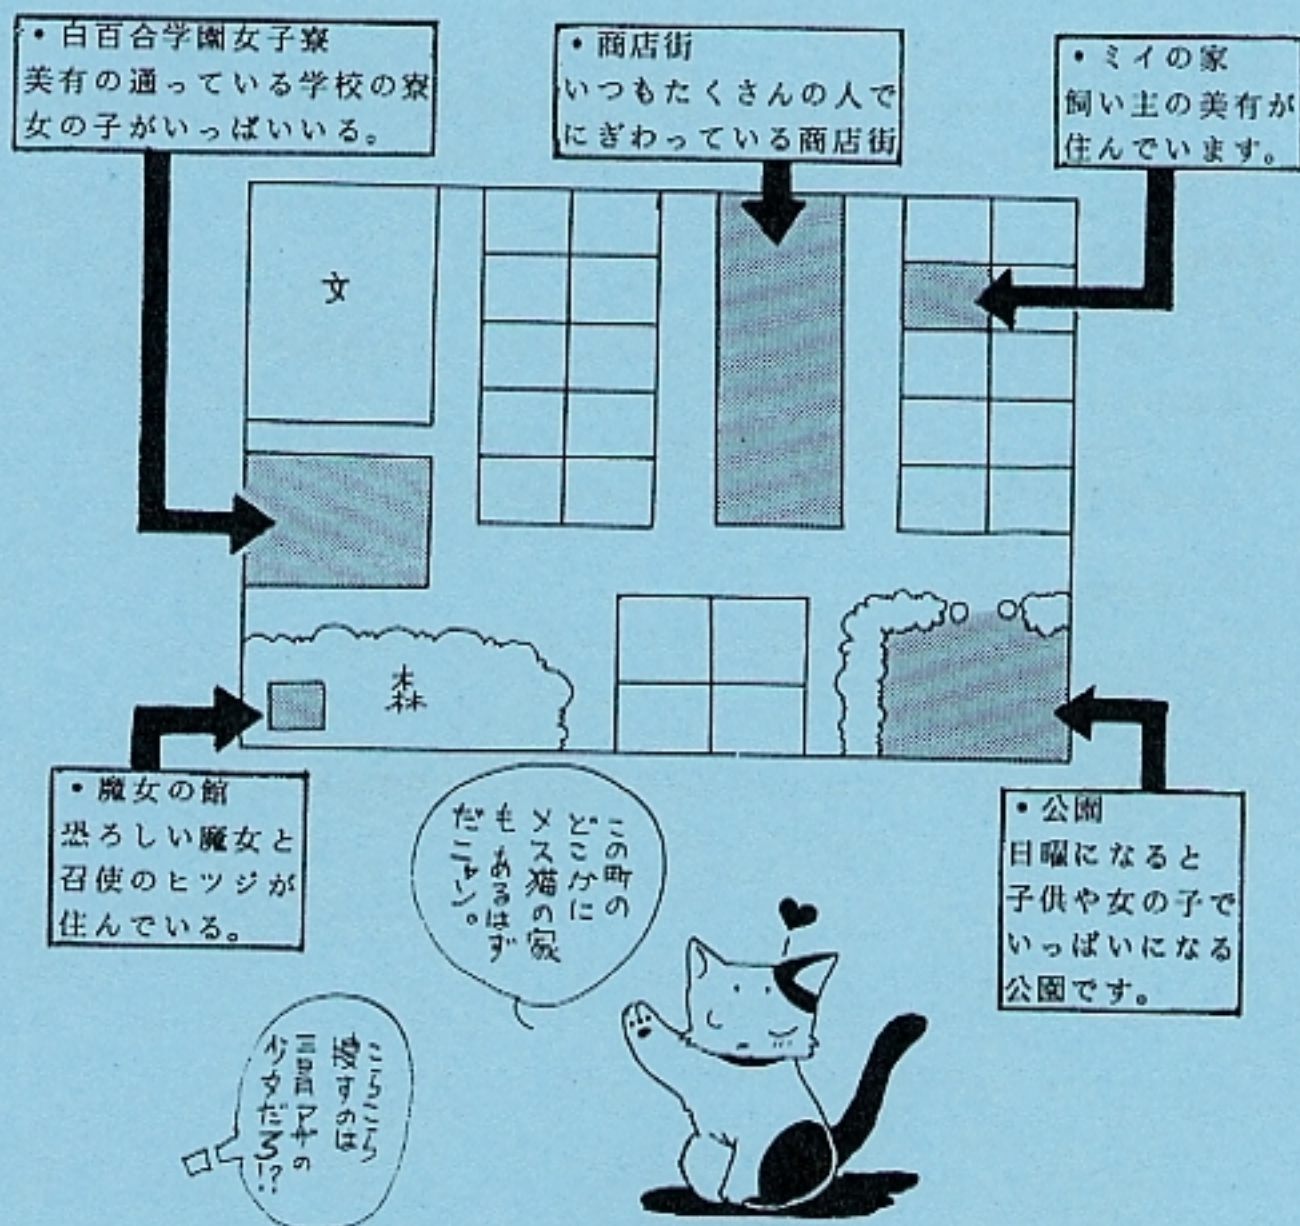 ・白百合学園女子寮
美有の通っている学校の寮
女の子がいっぱいいる。
・商店街
いつもたくさんの人で
にぎわっている商店街
・ミイの家
飼い主の美有が
住んでいます。
文
森
・魔女の館
恐ろしい魔女と
召使のヒツジが
住んでいる。
・公園
日曜になると
子供や女の子で
いっぱいになる
公園です。
この町の
どこかに
メス猫の家
もあるはず
だニャン。
こらこら
捜すのは
三日月アザの
少女だろ!?